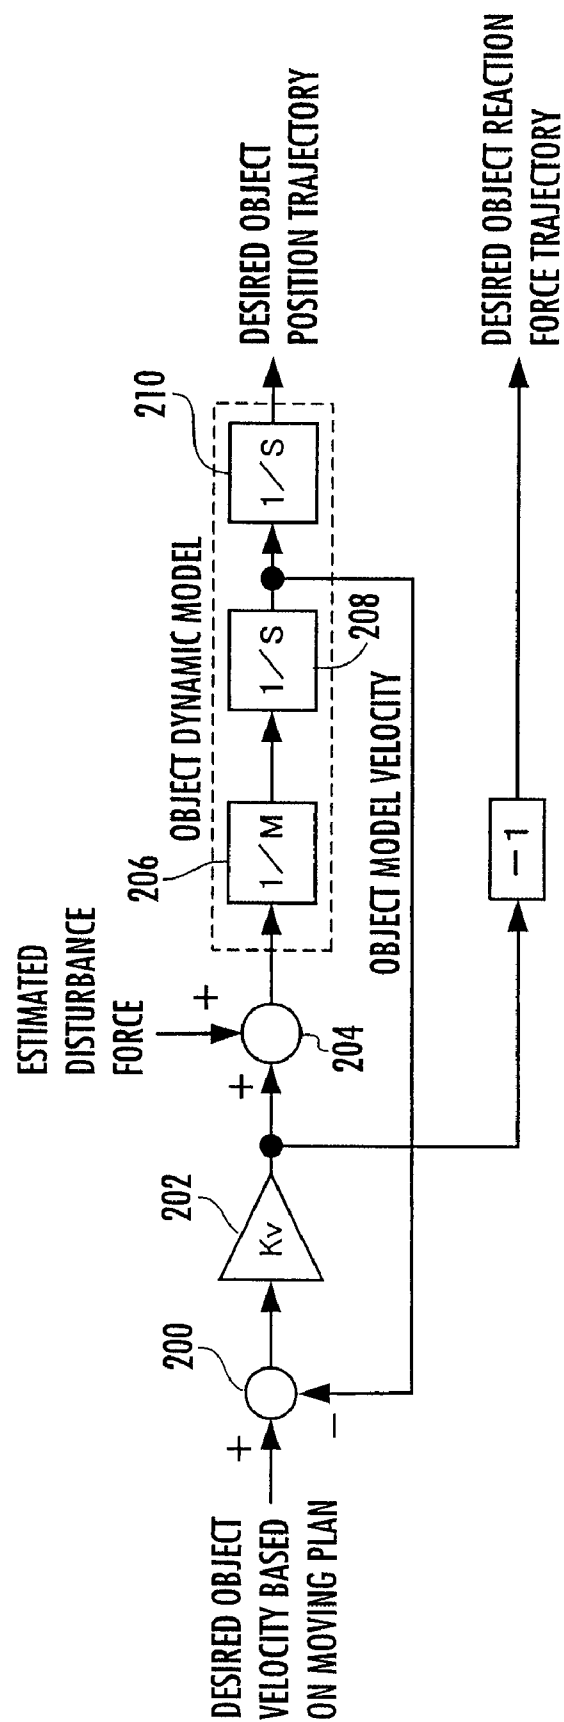 DESIRED OBJECT
VELOCITY BASED
ON MOVING PLAN
+
−
200
Kv
202
+
+
ESTIMATED
DISTURBANCE
FORCE
204
OBJECT DYNAMIC MODEL
206
1/M
1/S
208
1/S
210
OBJECT MODEL VELOCITY
DESIRED OBJECT
POSITION TRAJECTORY
−1
DESIRED OBJECT REACTION
FORCE TRAJECTORY